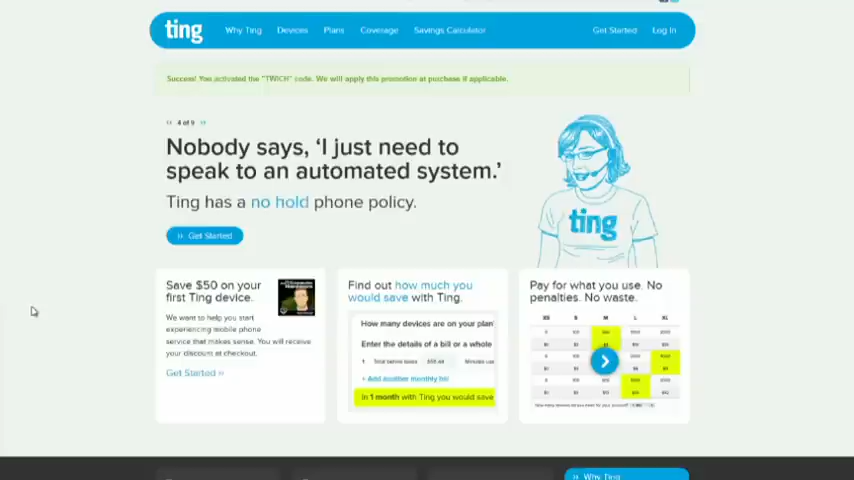 ting
Why Ting Devices Plans Coverage Savings Calculator Get Started Log In
Success! You activated the "TWICH" code. We will apply this promotion at purchase if applicable.
4 of 9
Nobody says, ‘I just need to
speak to an automated system.’
Ting has a no hold phone policy.
Get Started
ting
Save $50 on your
first Ting device.
We want to help you start
experiencing mobile phone
service that makes sense. You will receive
your discount at checkout.
Get Started
Find out how much you
would save with Ting.
How many devices are on your plan
Enter the details of a bill or a whole
1 Total before taxes Minutes us
+ Add another monthly bill
In 1 month with Ting you would save
Pay for what you use. No
penalties. No waste.
XS S M L XL
Why Ting